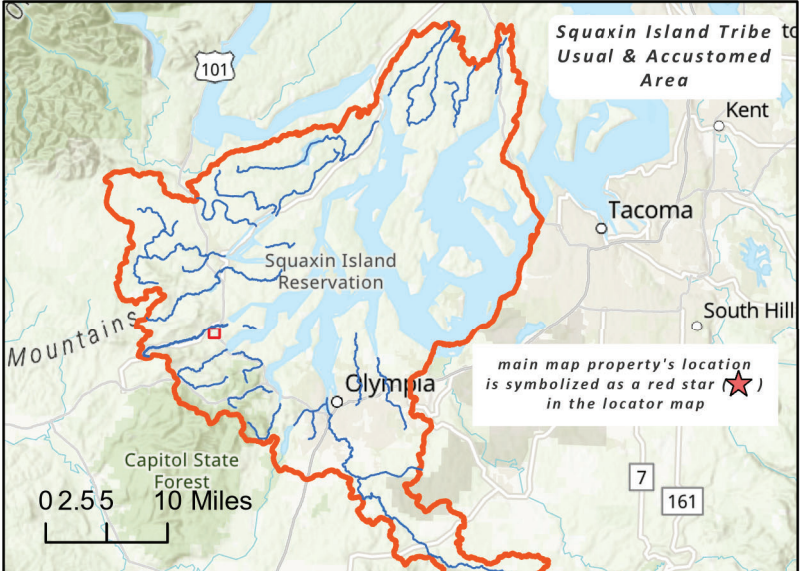 Squaxin Island Tribe
Usual & Accustomed
Area
to
101
Kent
Tacoma
Squaxin Island
Reservation
South Hill
Mountains
main map property's location
is symbolized as a red star ( )
in the locator map
Olympia
Capitol State
Forest
7
161
0 2.5 5 10 Miles